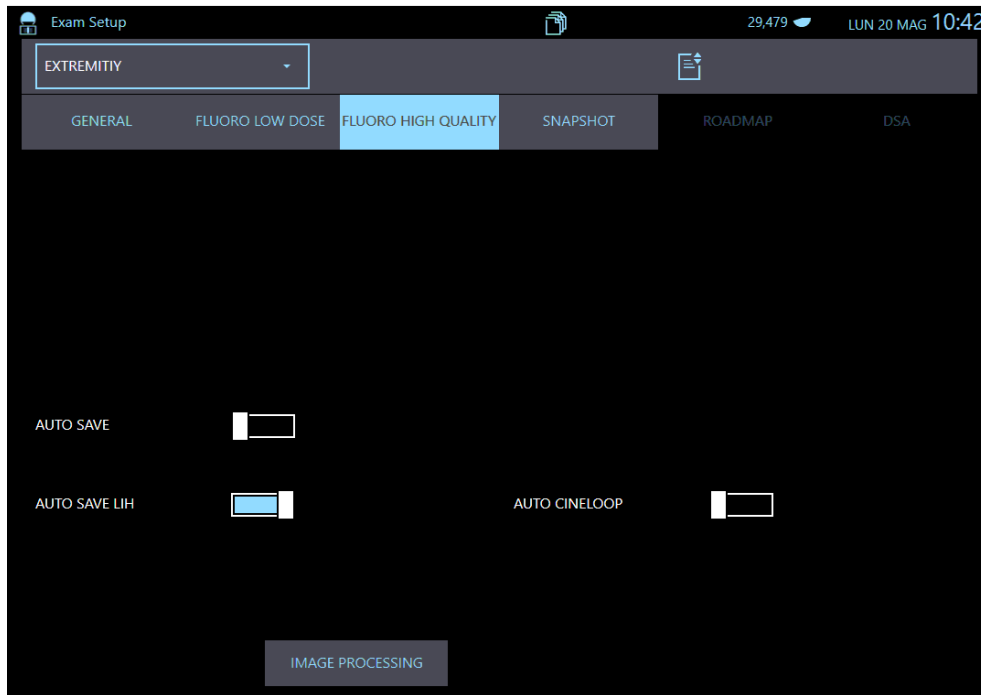 Exam Setup 29,479 LUN 20 MAG 10:42
EXTREMITIY
GENERAL FLUORO LOW DOSE FLUORO HIGH QUALITY SNAPSHOT ROADMAP DSA
AUTO SAVE
AUTO SAVE LIH AUTO CINELOOP
IMAGE PROCESSING